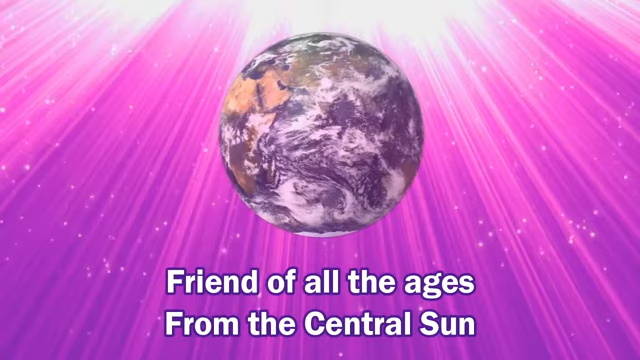 Friend of all the ages
From the Central Sun